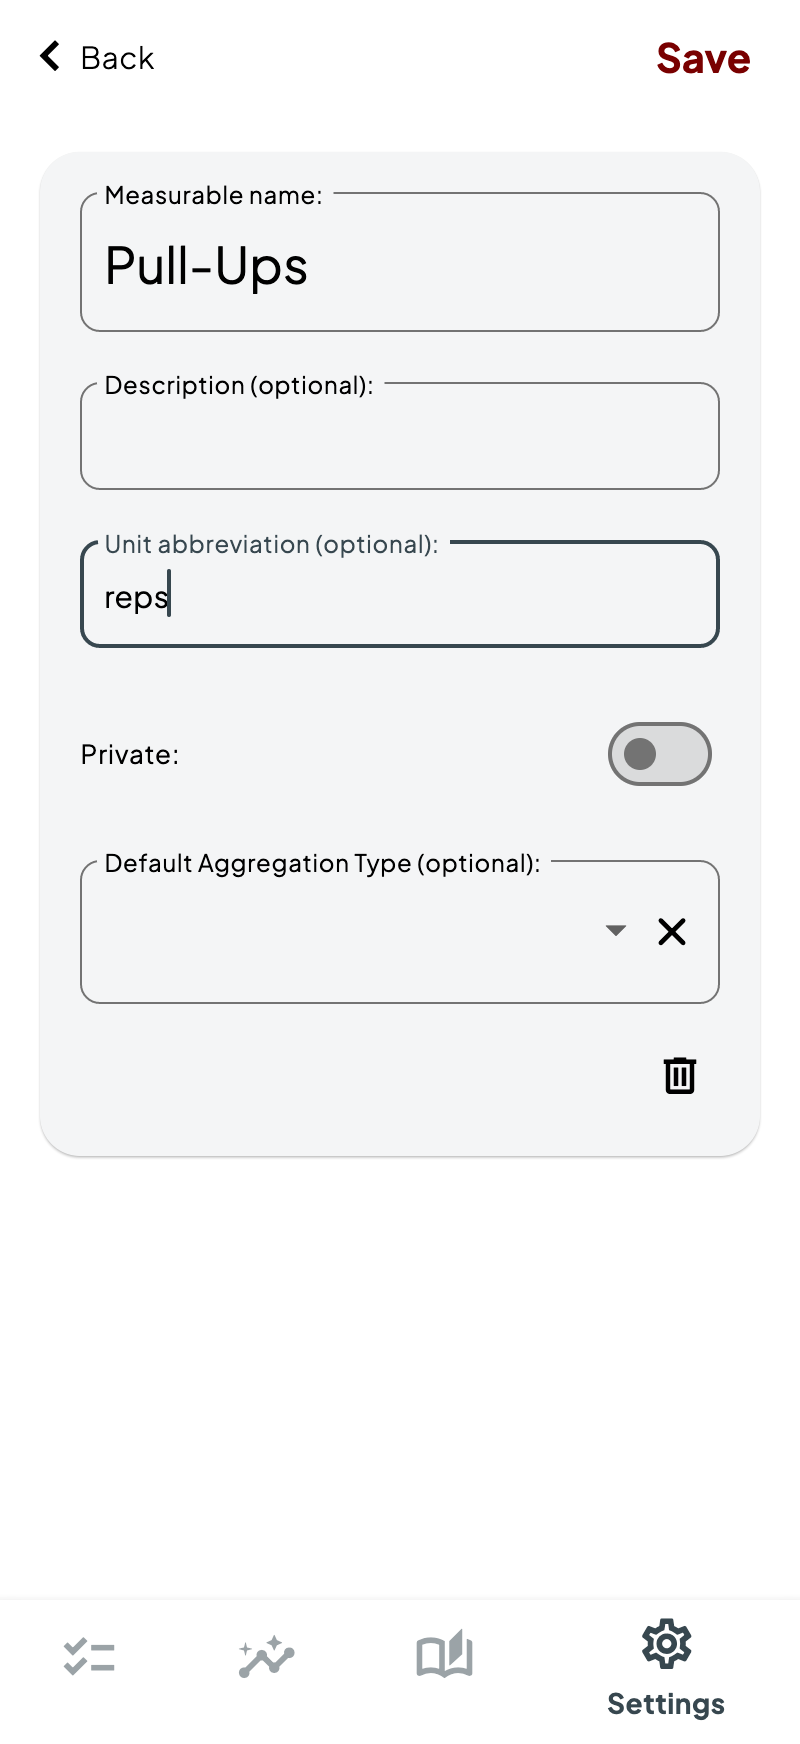 Back
Save
Measurable name:
Pull-Ups
Description (optional):
Unit abbreviation (optional):
reps
Private:
Default Aggregation Type (optional):
Settings